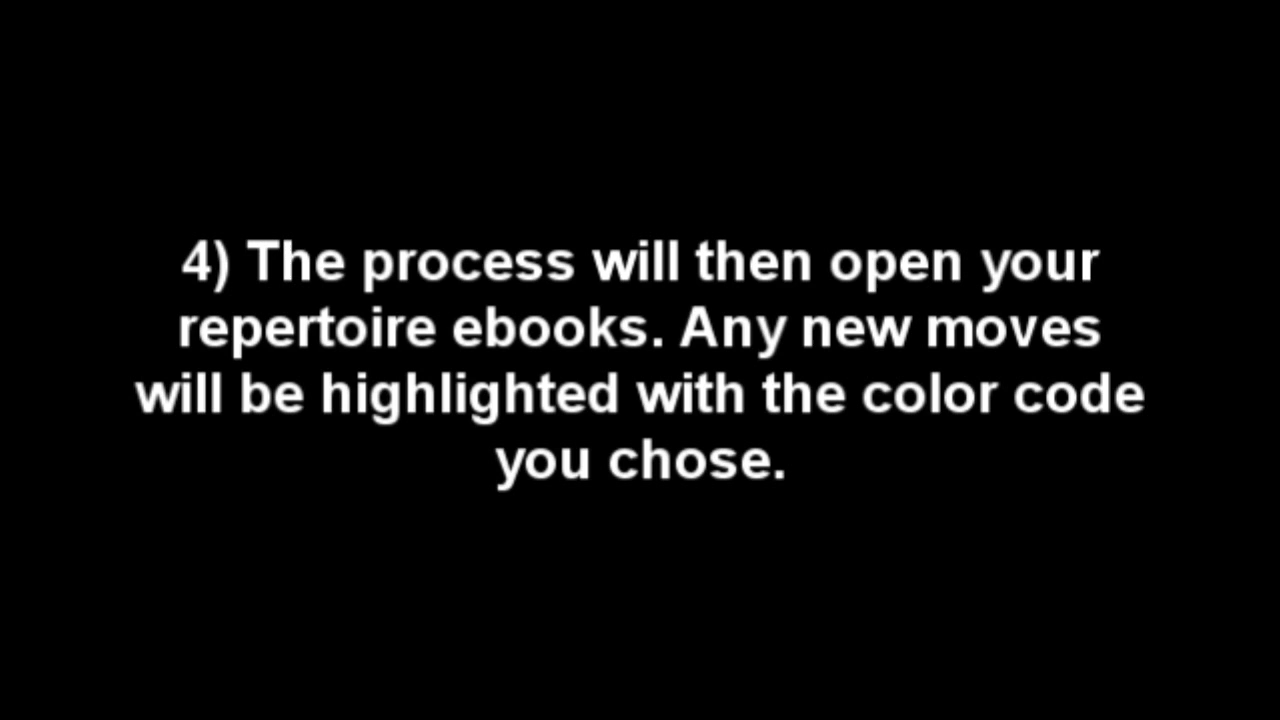 4) The process will then open your
repertoire ebooks. Any new moves
will be highlighted with the color code
you chose.